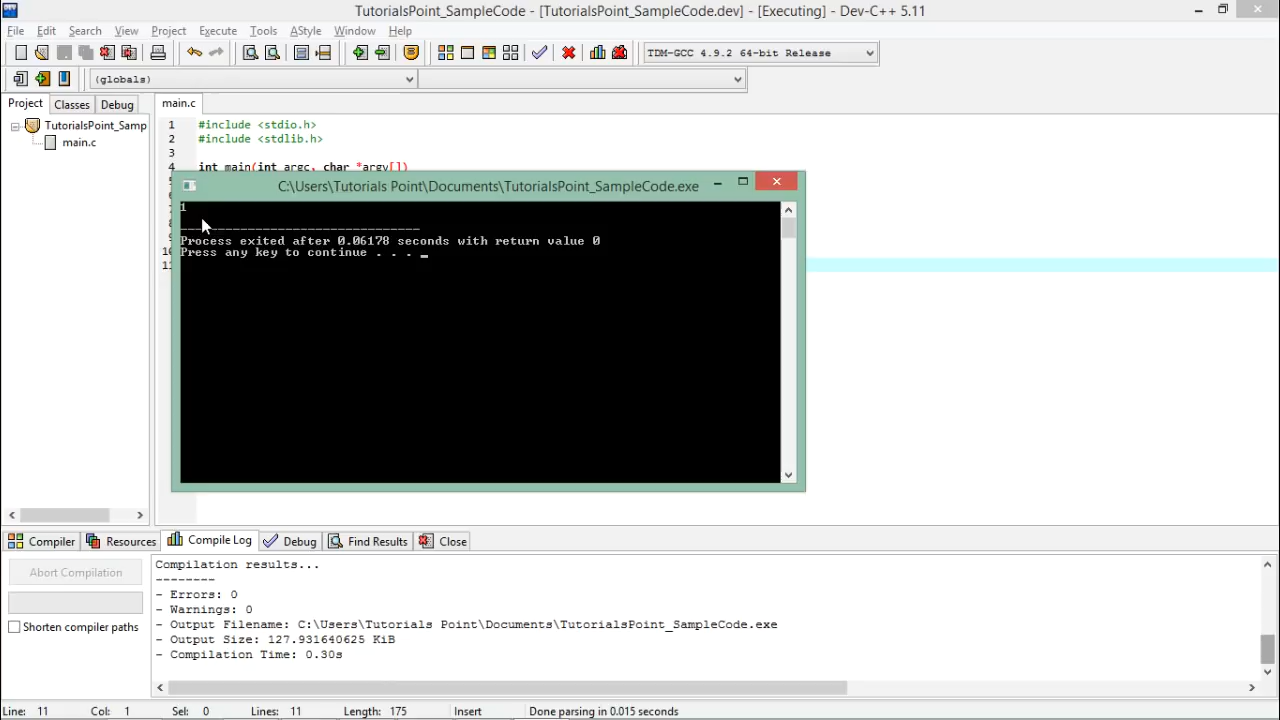 TutorialsPoint_SampleCode - [TutorialsPoint_SampleCode.dev] - [Executing] - Dev-C++ 5.11
File Edit Search View Project Execute Tools AStyle Window Help
TDM-GCC 4.9.2 64-bit Release
(globals)
Project Classes Debug
main.c
TutorialsPoint_Samp
main.c
1 #include <stdio.h>
2 #include <stdlib.h>
3
4 int main(int argc, char *argv[])
C:\Users\Tutorials Point\Documents\TutorialsPoint_SampleCode.exe
1
Process exited after 0.06178 seconds with return value 0
Press any key to continue . . . _
Compiler Resources Compile Log Debug Find Results Close
Abort Compilation
Shorten compiler paths
Compilation results...
--------
- Errors: 0
- Warnings: 0
- Output Filename: C:\Users\Tutorials Point\Documents\TutorialsPoint_SampleCode.exe
- Output Size: 127.931640625 KiB
- Compilation Time: 0.30s
Line: 11 Col: 1 Sel: 0 Lines: 11 Length: 175 Insert Done parsing in 0.015 seconds